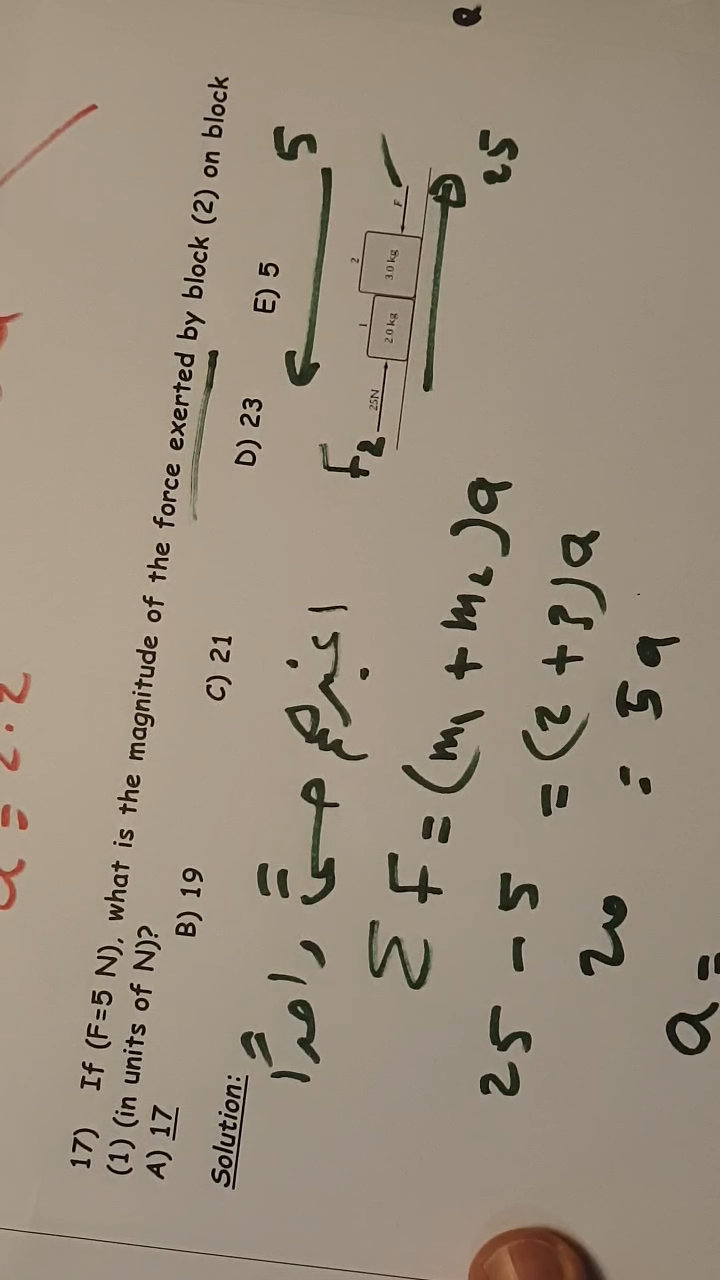 a = 2.2
17) If (F=5 N), what is the magnitude of the force exerted by block (2) on block
(1) (in units of N)?
A) 17 B) 19 C) 21 D) 23 E) 5
Solution:
5
F2
25N
1
2.0 kg
2
3.0 kg
F
25
ΣF = (m₁ + m₂)a
25 - 5 = (2 + 3)a
20 = 5a
a =